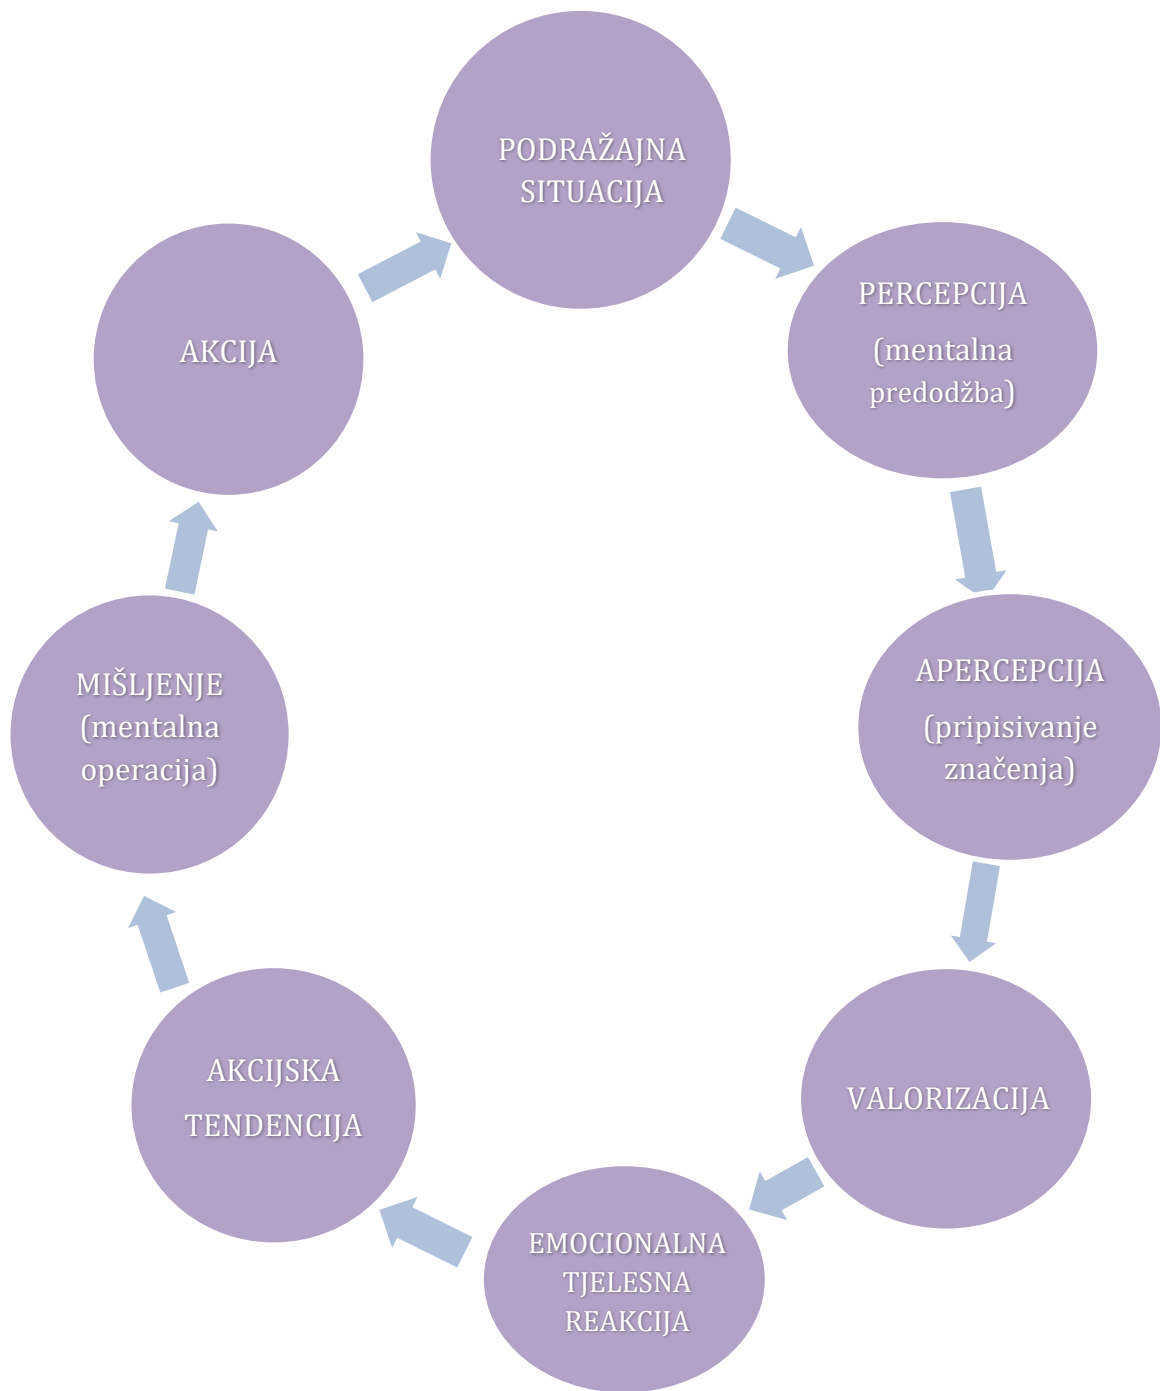 PODRAŽAJNA
SITUACIJA
PERCEPCIJA
(mentalna
predodžba)
APERCEPCIJA
(pripisivanje
značenja)
VALORIZACIJA
EMOCIONALNA
TJELESNA
REAKCIJA
AKCIJSKA
TENDENCIJA
MIŠLJENJE
(mentalna
operacija)
AKCIJA